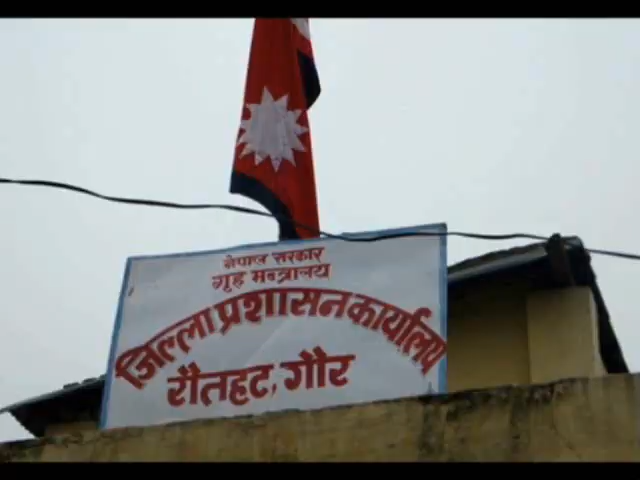 नेपाल सरकार
गृह मन्त्रालय
जिल्ला प्रशासन कार्यालय
रौतहट, गौर